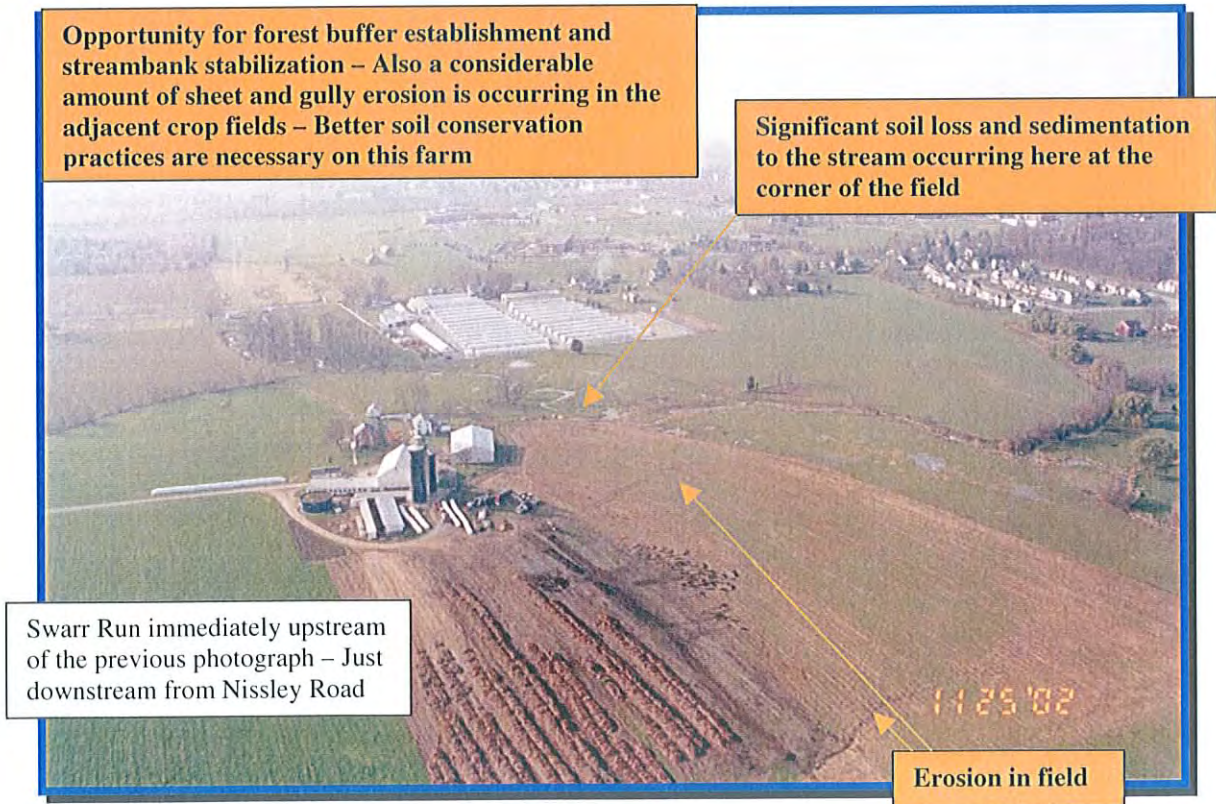 Opportunity for forest buffer establishment and
streambank stabilization – Also a considerable
amount of sheet and gully erosion is occurring in the
adjacent crop fields – Better soil conservation
practices are necessary on this farm
Significant soil loss and sedimentation
to the stream occurring here at the
corner of the field
Swarr Run immediately upstream
of the previous photograph – Just
downstream from Nissley Road
11 25 '02
Erosion in field